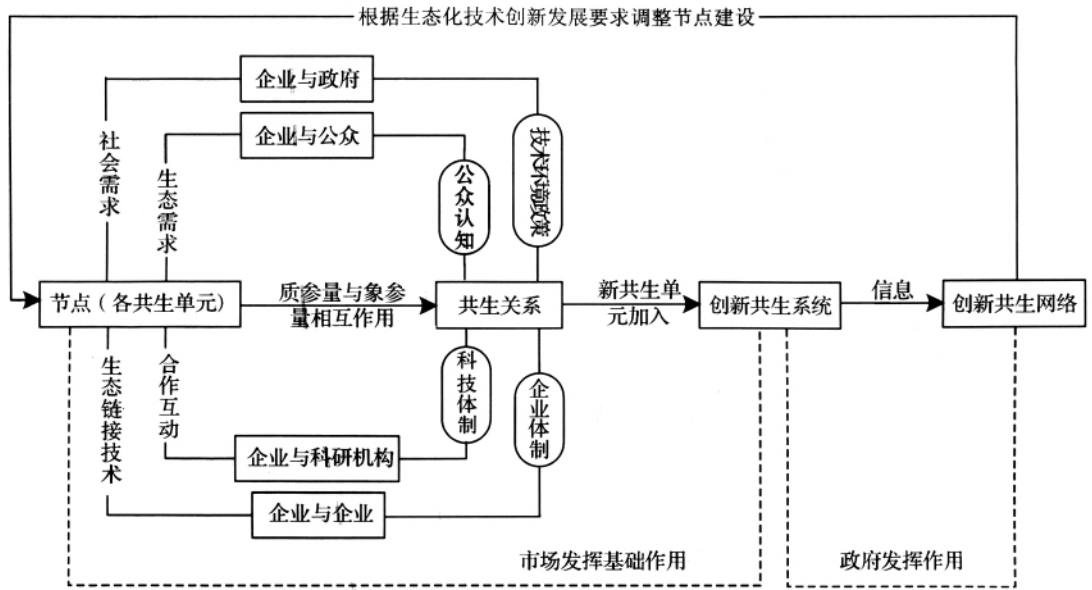 根据生态化技术创新发展要求调整节点建设
企业与政府
企业与公众
社会需求
生态需求
公众认知
技术环境政策
节点（各共生单元）
质参量与象参
量相互作用
共生关系
新共生单
元加入
创新共生系统
信息
创新共生网络
生态链接技术
合作互动
科技体制
企业体制
企业与科研机构
企业与企业
市场发挥基础作用
政府发挥作用